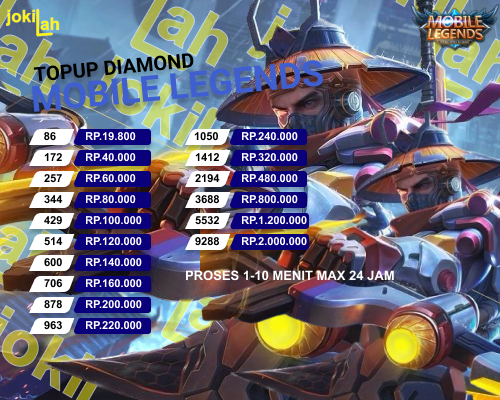 jokiLah
MOBILE
LEGENDS
TOPUP DIAMOND
MOBILE LEGENDS
86 RP.19.800
172 RP.40.000
257 RP.60.000
344 RP.80.000
429 RP.100.000
514 RP.120.000
600 RP.140.000
706 RP.160.000
878 RP.200.000
963 RP.220.000
1050 RP.240.000
1412 RP.320.000
2194 RP.480.000
3688 RP.800.000
5532 RP.1.200.000
9288 RP.2.000.000
PROSES 1-10 MENIT MAX 24 JAM